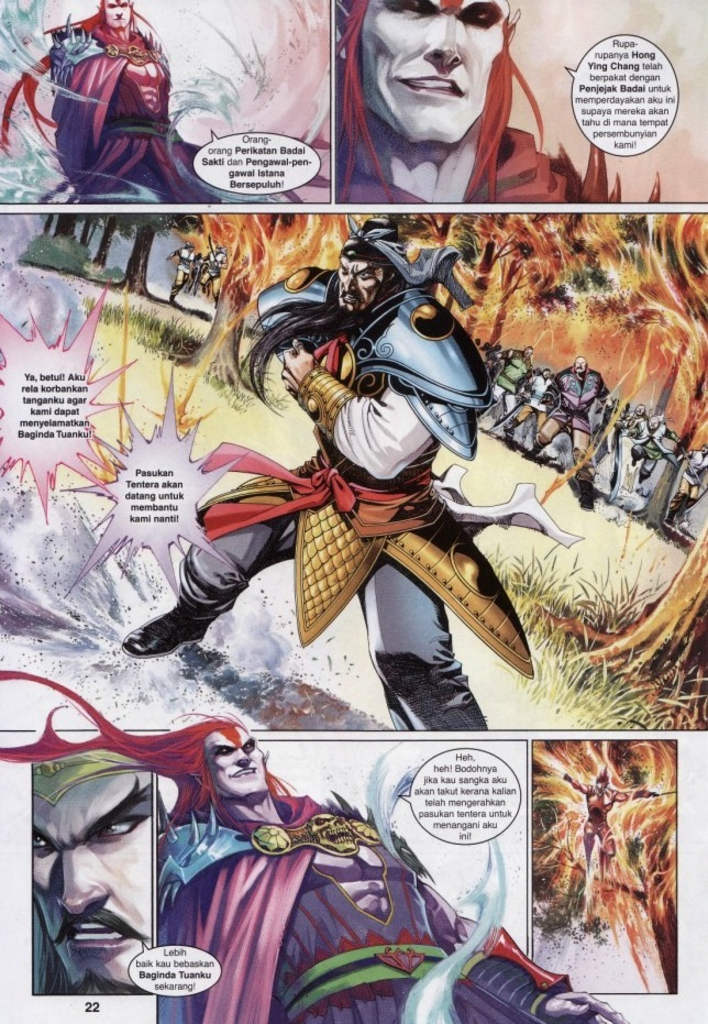 Orang-
orang Perikatan Badai
Sakti dan Pengawal-pen-
gawal Istana
Bersepuluh!
Rupa-
rupanya Hong
Ying Chang telah
berpakat dengan
Penjejak Badai untuk
memperdayakan aku ini
supaya mereka akan
tahu di mana tempat
persembunyian
kami!
Ya, betul! Aku
rela korbankan
tanganku agar
kami dapat
menyelamatkan
Baginda Tuanku!
Pasukan
Tentera akan
datang untuk
membantu
kami nanti!
Lebih
baik kau bebaskan
Baginda Tuanku
sekarang!
Heh,
heh! Bodohnya
jika kau sangka aku
akan takut kerana kalian
telah mengerahkan
pasukan tentera untuk
menangani aku
ini!
22